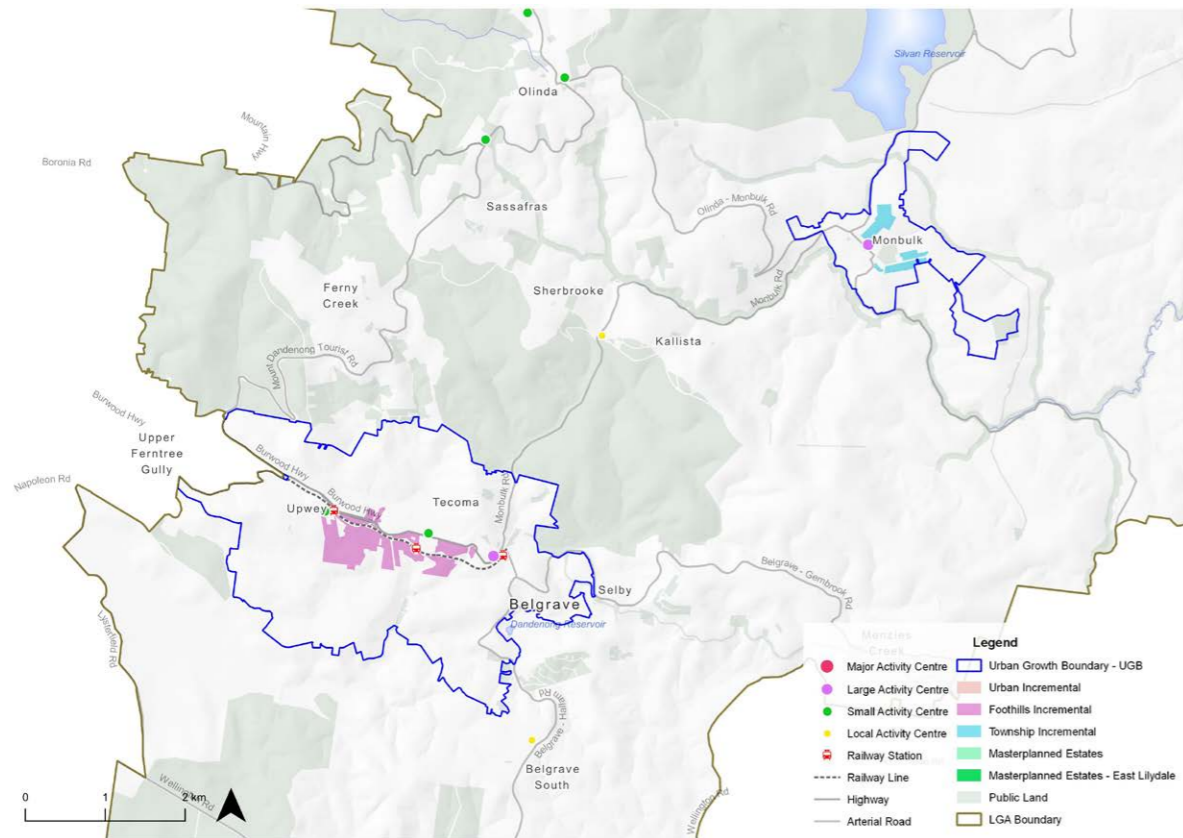 Silvan Reservoir
Olinda
Mountain Hwy
Boronia Rd
Olinda - Monbulk Rd
Sassafras
Monbulk
Monbulk Rd
Ferny
Creek
Sherbrooke
Kallista
Mount Dandenong Tourist Rd
Burwood Hwy
Upper
Ferntree
Gully
Burwood Hwy
Napoleon Rd
Tecoma
Monbulk Rd
Burwood Hwy
Upwey
Belgrave - Gembrook Rd
Selby
Belgrave
Dandenong Reservoir
Lysterfield Rd
Menzies
Creek
Belgrave - Hallam Rd
Belgrave
South
Wellington Rd
Wellington Rd
0 1 2 km
Legend
Major Activity Centre
Large Activity Centre
Small Activity Centre
Local Activity Centre
Railway Station
Railway Line
Highway
Arterial Road
Urban Growth Boundary - UGB
Urban Incremental
Foothills Incremental
Township Incremental
Masterplanned Estates
Masterplanned Estates - East Lilydale
Public Land
LGA Boundary